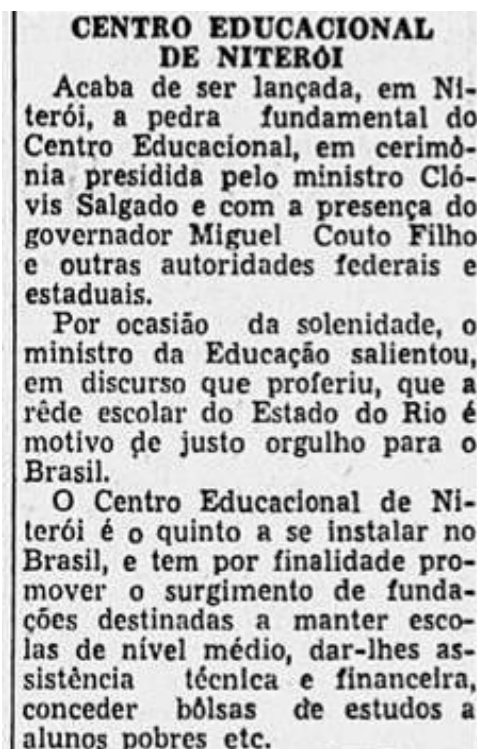 CENTRO EDUCACIONAL
DE NITERÓI
Acaba de ser lançada, em Ni-
terói, a pedra fundamental do
Centro Educacional, em cerimô-
nia presidida pelo ministro Cló-
vis Salgado e com a presença do
governador Miguel Couto Filho
e outras autoridades federais e
estaduais.
Por ocasião da solenidade, o
ministro da Educação salientou,
em discurso que proferiu, que a
rêde escolar do Estado do Rio é
motivo de justo orgulho para o
Brasil.
O Centro Educacional de Ni-
terói é o quinto a se instalar no
Brasil, e tem por finalidade pro-
mover o surgimento de funda-
ções destinadas a manter esco-
las de nível médio, dar-lhes as-
sistência técnica e financeira,
conceder bôlsas de estudos a
alunos pobres etc.